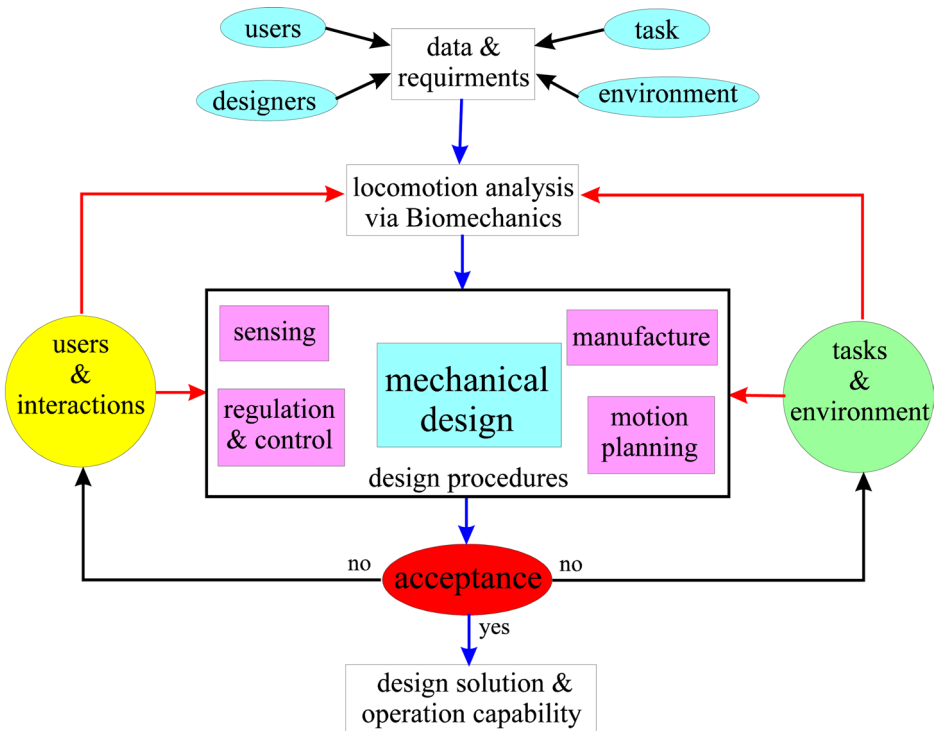 users
task
data &
requirments
designers
environment
locomotion analysis
via Biomechanics
sensing
manufacture
users
&
interactions
mechanical
design
tasks
&
environment
regulation
& control
motion
planning
design procedures
no
acceptance
no
yes
design solution &
operation capability